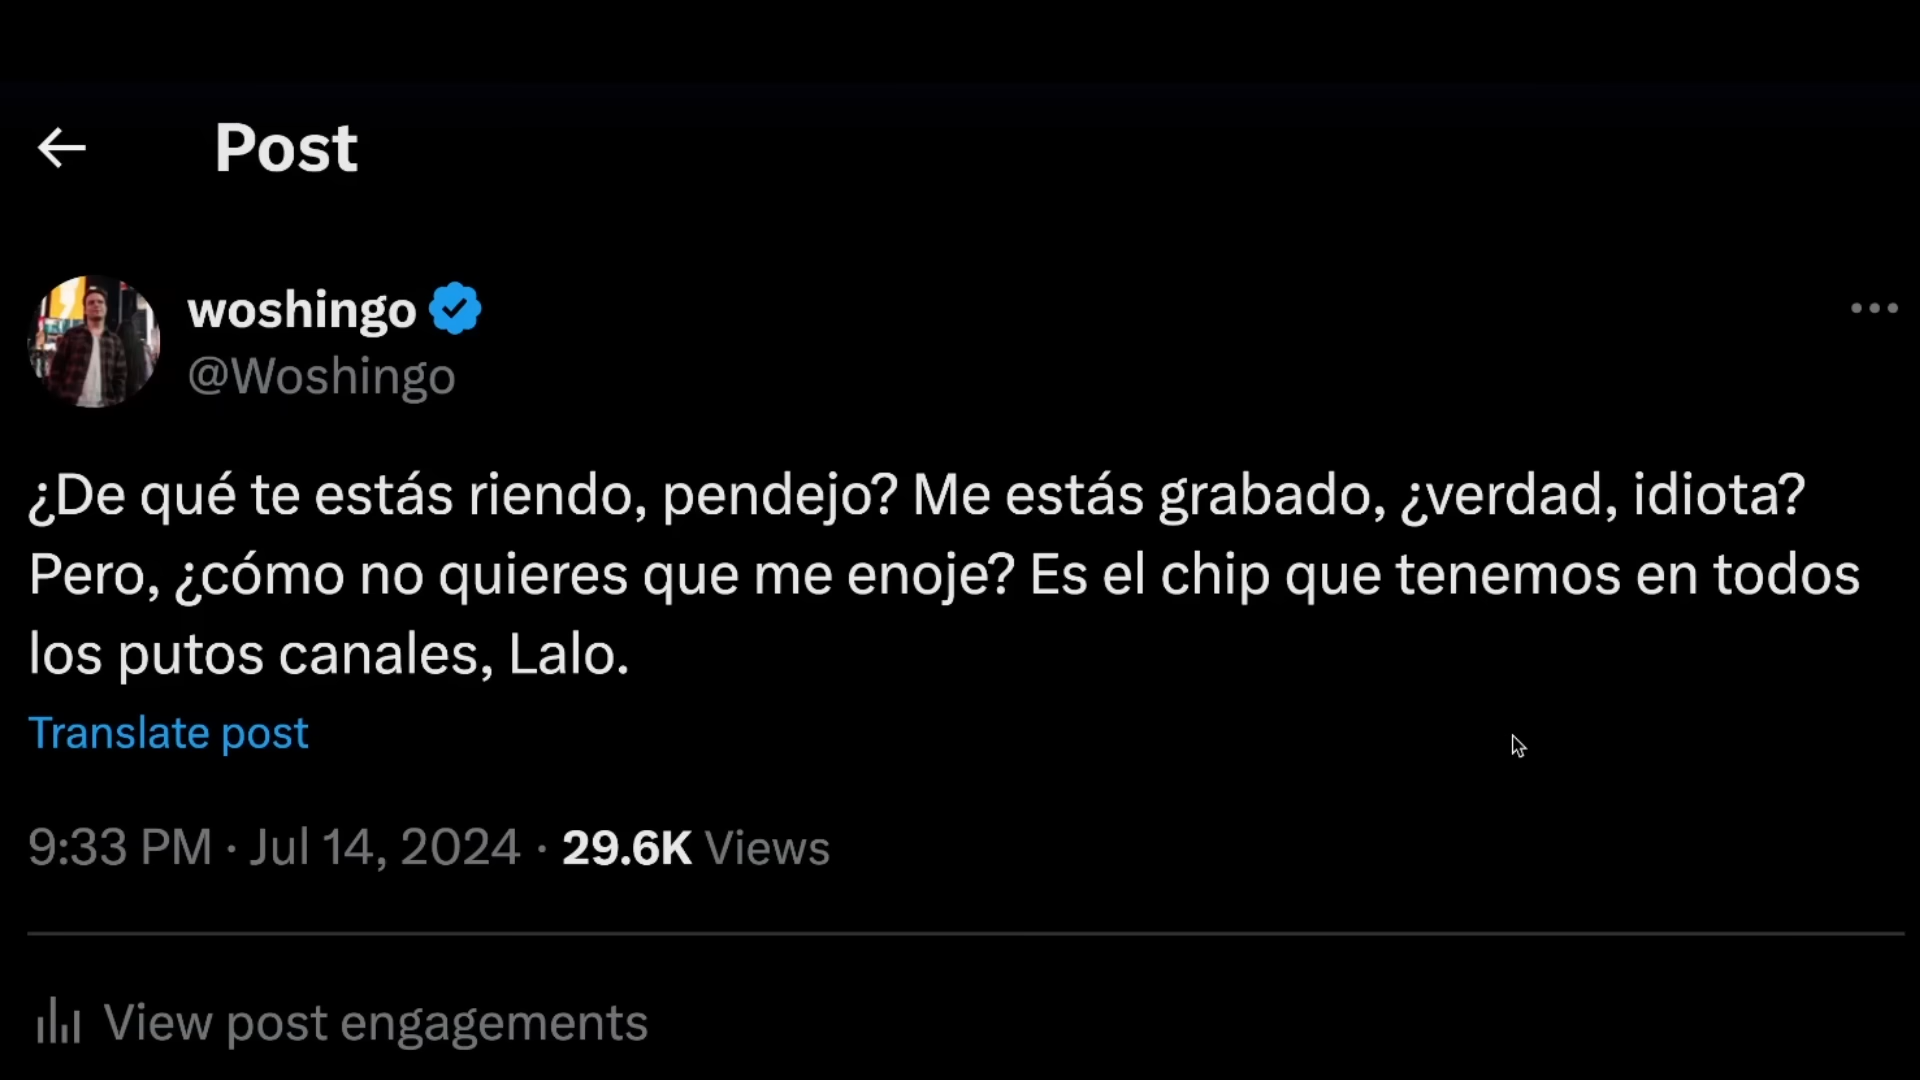 Post
woshingo
@Woshingo
¿De qué te estás riendo, pendejo? Me estás grabado, ¿verdad, idiota?
Pero, ¿cómo no quieres que me enoje? Es el chip que tenemos en todos
los putos canales, Lalo.
Translate post
9:33 PM · Jul 14, 2024 · 29.6K Views
View post engagements